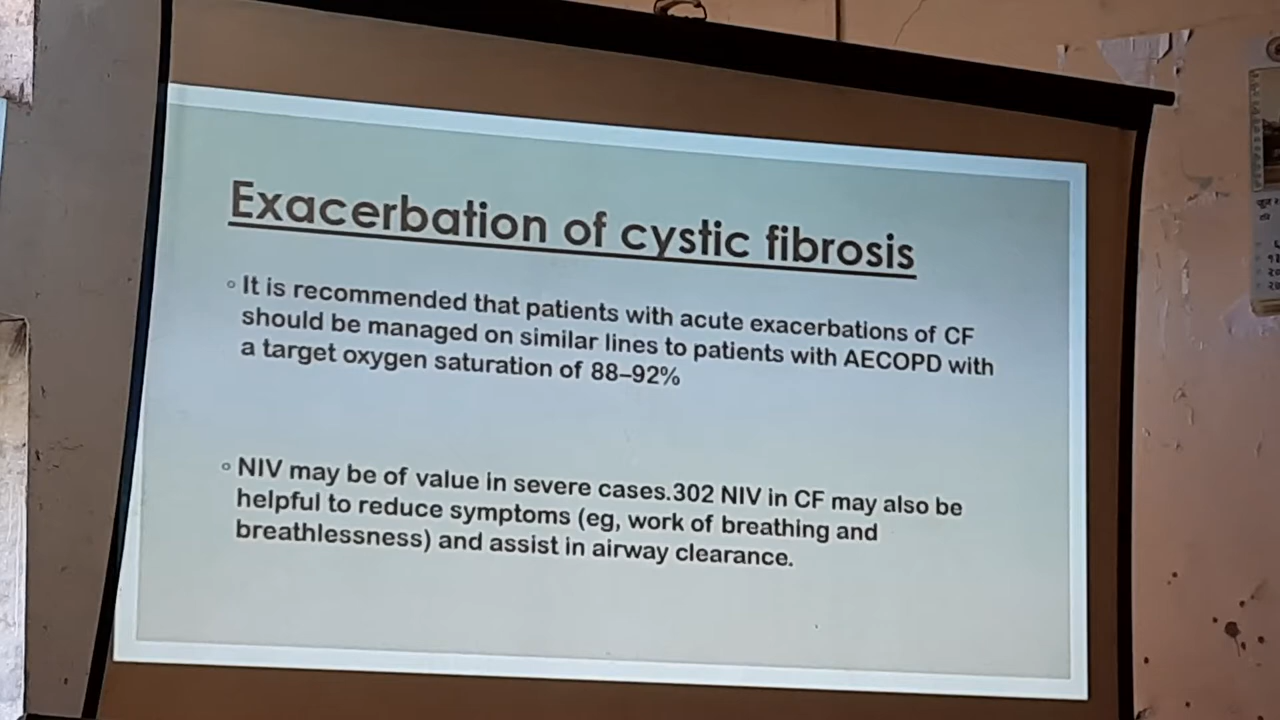 Exacerbation of cystic fibrosis
◦ It is recommended that patients with acute exacerbations of CF
should be managed on similar lines to patients with AECOPD with
a target oxygen saturation of 88–92%
◦ NIV may be of value in severe cases.302 NIV in CF may also be
helpful to reduce symptoms (eg, work of breathing and
breathlessness) and assist in airway clearance.